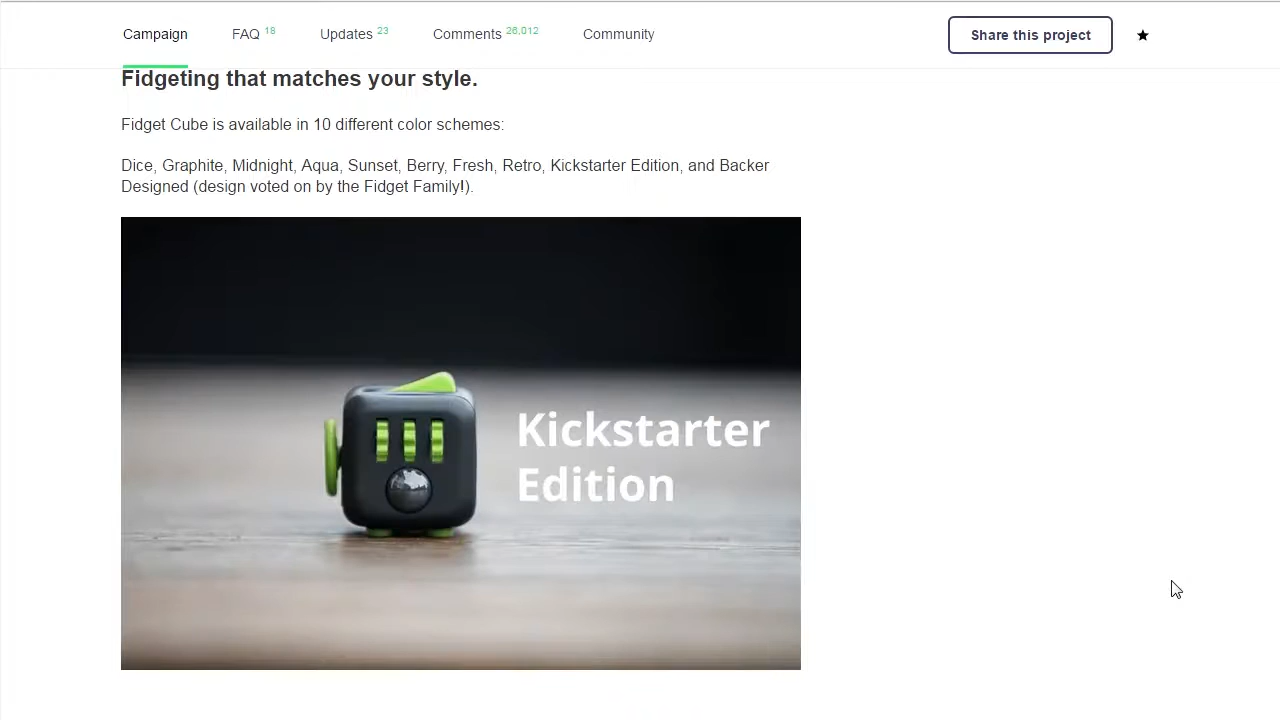 Campaign FAQ 18 Updates 23 Comments 26,012 Community Share this project
Fidgeting that matches your style.
Fidget Cube is available in 10 different color schemes:
Dice, Graphite, Midnight, Aqua, Sunset, Berry, Fresh, Retro, Kickstarter Edition, and Backer
Designed (design voted on by the Fidget Family!).
Kickstarter
Edition